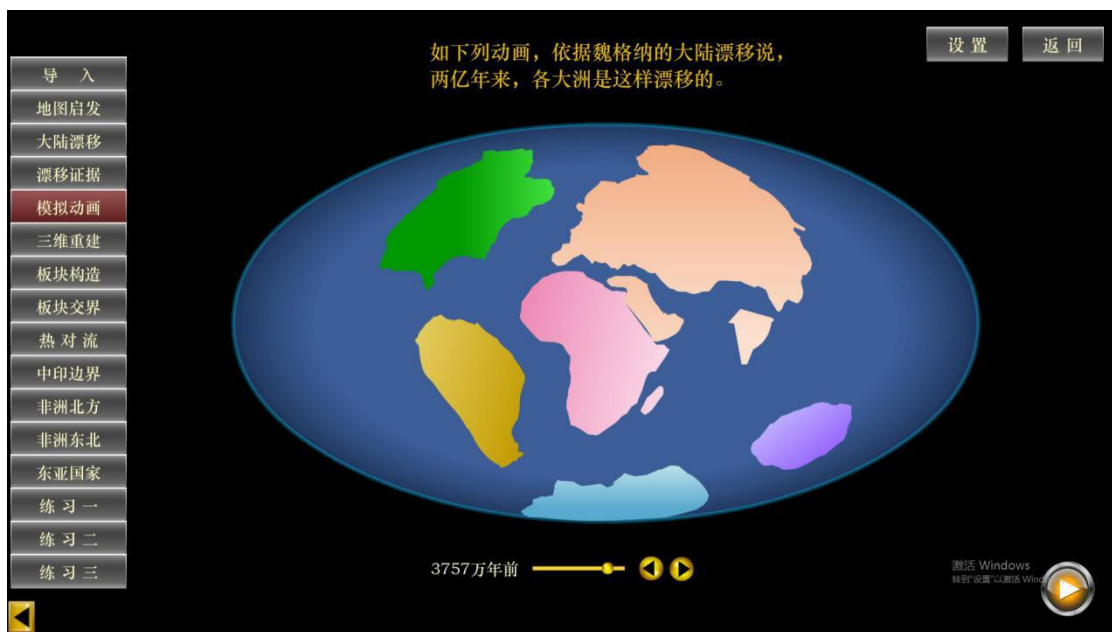 如下列动画，依据魏格纳的大陆漂移说，
两亿年来，各大洲是这样漂移的。
设置
返回
导 入
地图启发
大陆漂移
漂移证据
模拟动画
三维重建
板块构造
板块交界
热对流
中印边界
非洲北方
非洲东北
东亚国家
练习一
练习二
练习三
3757万年前
激活 Windows
转到"设置"以激活 Wind